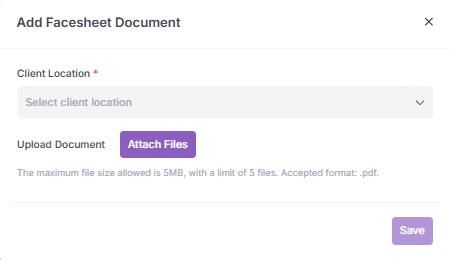 Add Facesheet Document
Client Location *
Select client location
Upload Document
Attach Files
The maximum file size allowed is 5MB, with a limit of 5 files. Accepted format: .pdf.
Save